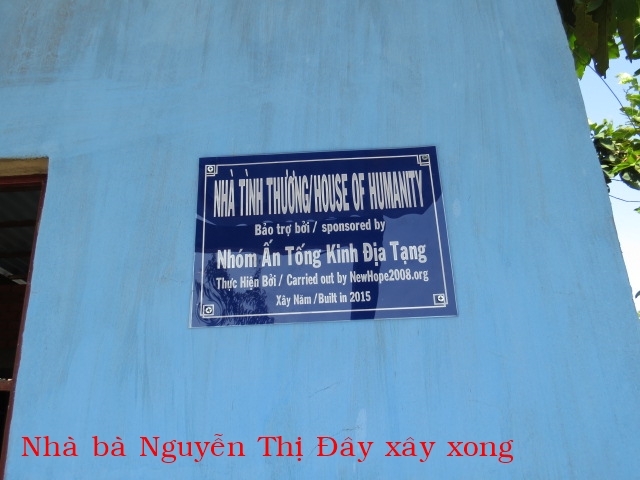 NHÀ TÌNH THƯƠNG/HOUSE OF HUMANITY
Bảo trợ bởi / sponsored by
Nhóm Ấn Tống Kinh Địa Tạng
Thực Hiện Bởi / Carried out by NewHope2008.org
Xây Năm /Built in 2015
Nhà bà Nguyễn Thị Đây xây xong